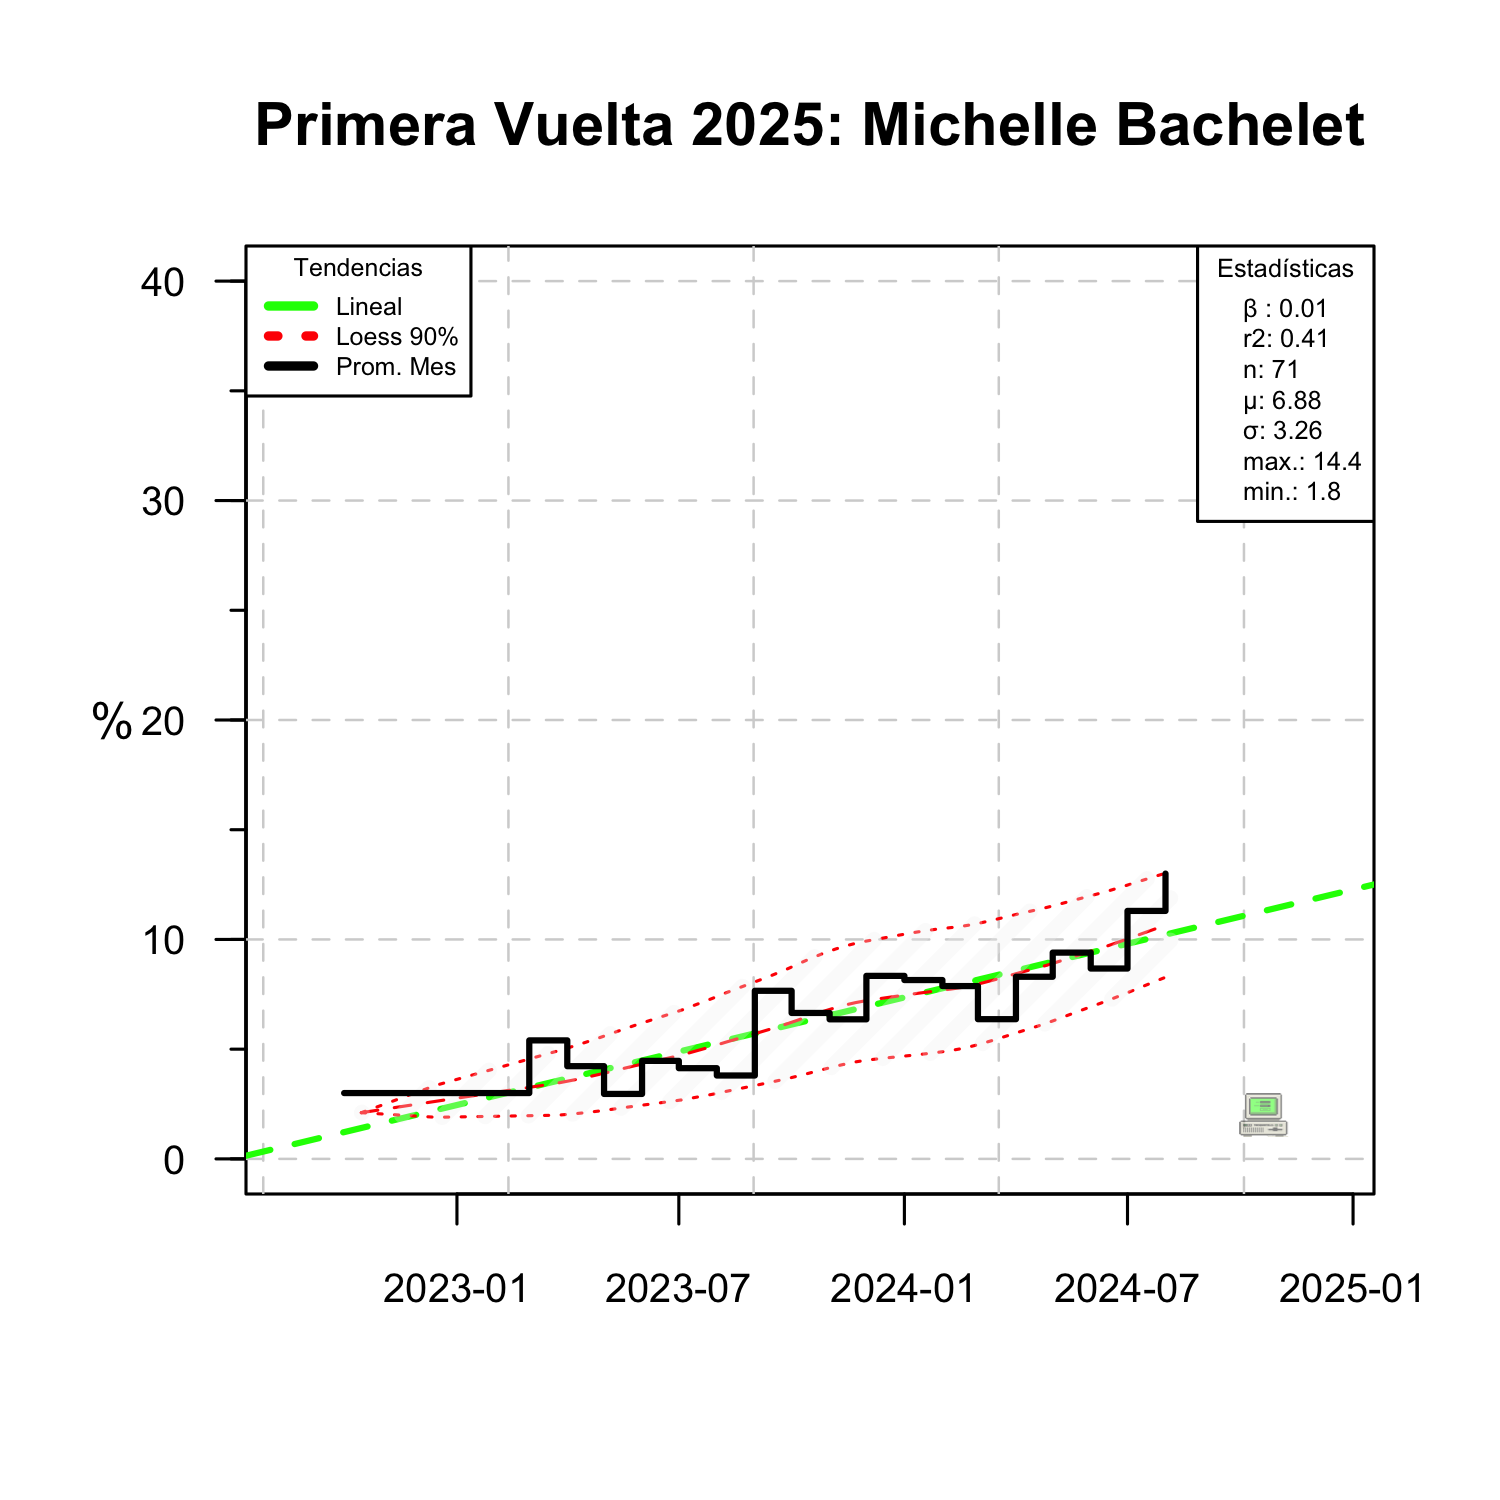 Primera Vuelta 2025: Michelle Bachelet
Tendencias
Lineal
Loess 90%
Prom. Mes
Estadísticas
β : 0.01
r2: 0.41
n: 71
μ: 6.88
σ: 3.26
max.: 14.4
min.: 1.8
40
30
% 20
10
0
2023-01 2023-07 2024-01 2024-07 2025-01